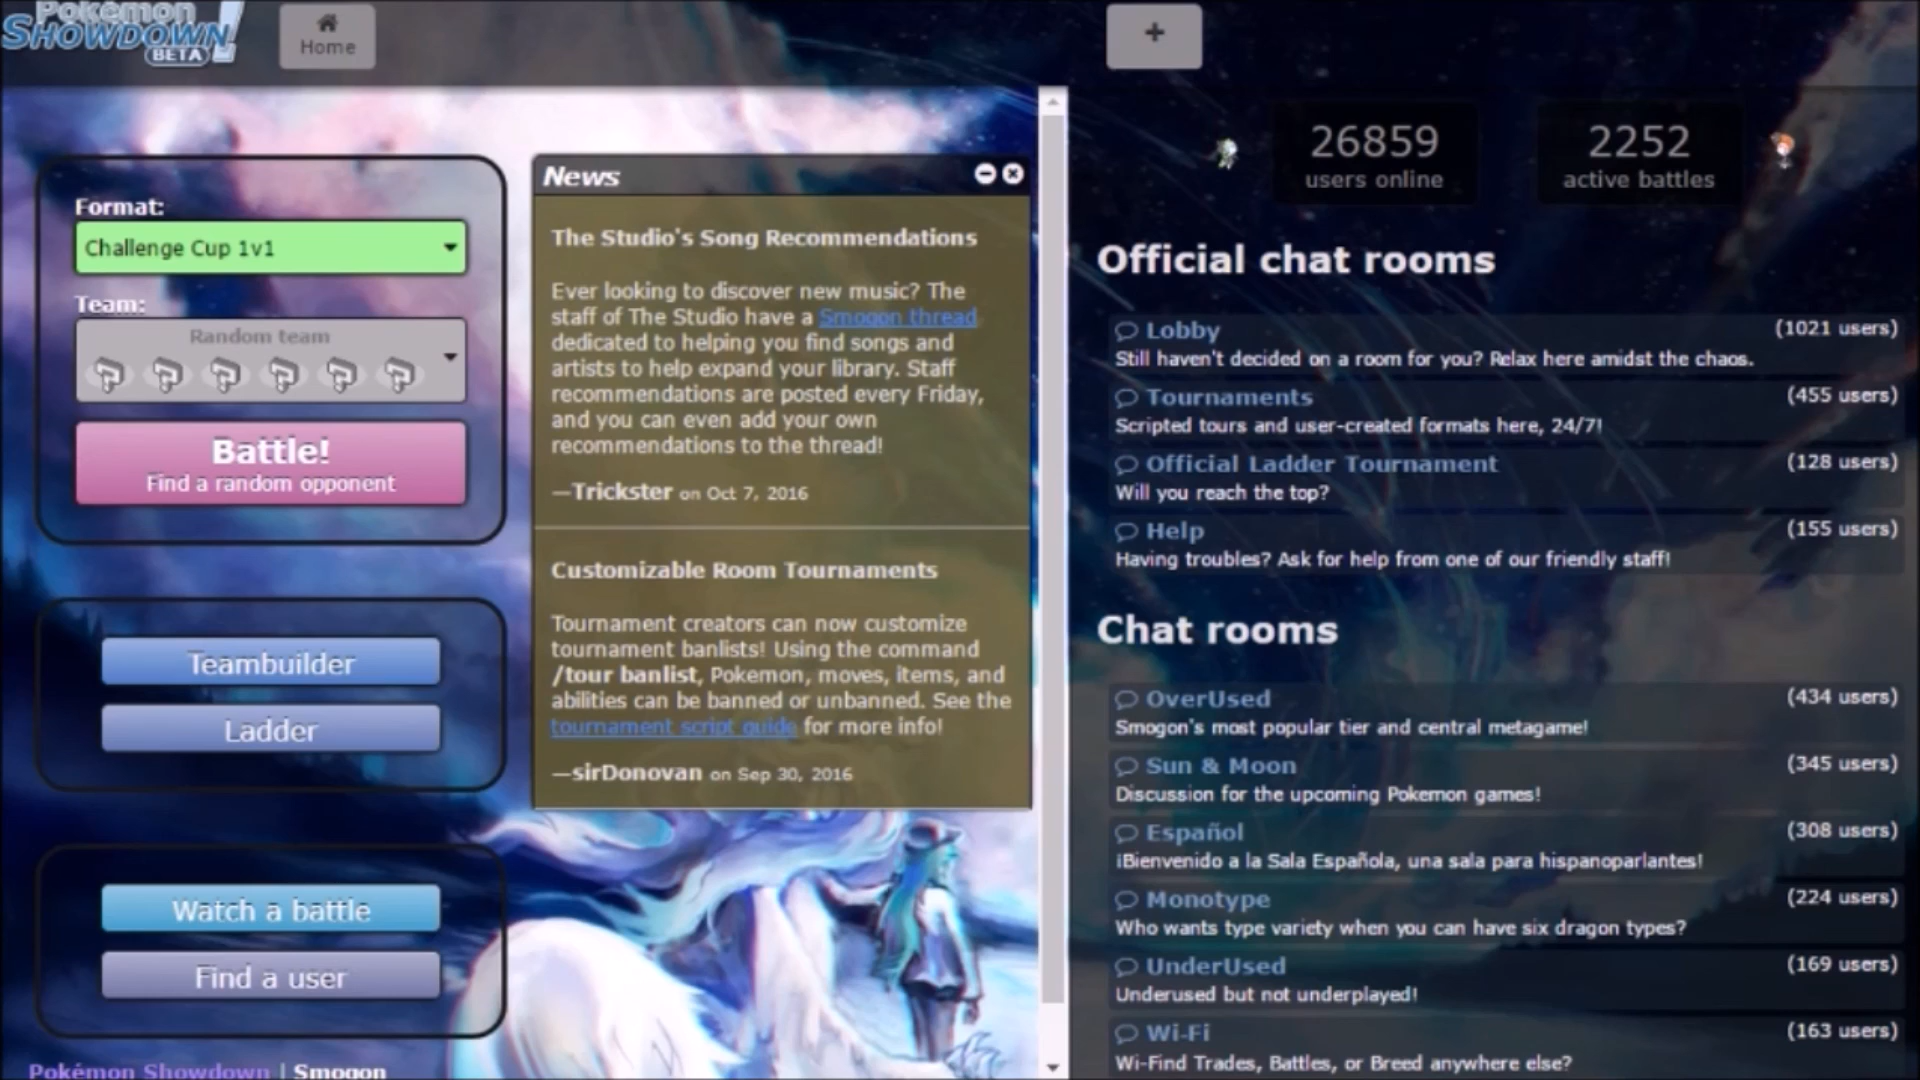 Pokémon
SHOWDOWN!
BETA
Home
+
Format:
Challenge Cup 1v1
Team:
Random team
Battle!
Find a random opponent
Teambuilder
Ladder
Watch a battle
Find a user
Pokémon Showdown | Smogon
News
The Studio's Song Recommendations
Ever looking to discover new music? The
staff of The Studio have a Smogon thread
dedicated to helping you find songs and
artists to help expand your library. Staff
recommendations are posted every Friday,
and you can even add your own
recommendations to the thread!
—Trickster on Oct 7, 2016
Customizable Room Tournaments
Tournament creators can now customize
tournament banlists! Using the command
/tour banlist, Pokemon, moves, items, and
abilities can be banned or unbanned. See the
tournament script guide for more info!
—sirDonovan on Sep 30, 2016
26859
users online
2252
active battles
Official chat rooms
Lobby (1021 users)
Still haven't decided on a room for you? Relax here amidst the chaos.
Tournaments (455 users)
Scripted tours and user-created formats here, 24/7!
Official Ladder Tournament (128 users)
Will you reach the top?
Help (155 users)
Having troubles? Ask for help from one of our friendly staff!
Chat rooms
OverUsed (434 users)
Smogon's most popular tier and central metagame!
Sun & Moon (345 users)
Discussion for the upcoming Pokemon games!
Español (308 users)
¡Bienvenido a la Sala Española, una sala para hispanoparlantes!
Monotype (224 users)
Who wants type variety when you can have six dragon types?
UnderUsed (169 users)
Underused but not underplayed!
Wi-Fi (163 users)
Wi-Find Trades, Battles, or Breed anywhere else?